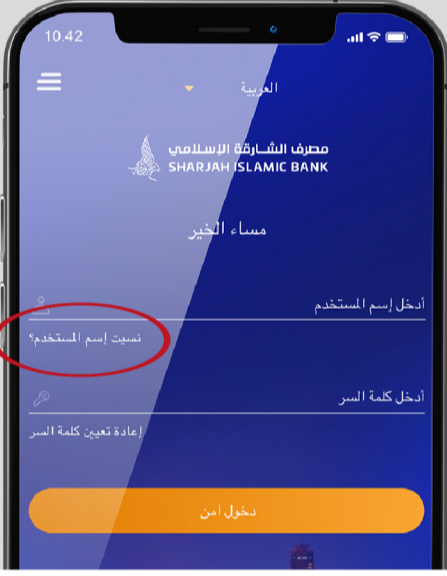 10.42
العربية
مصرف الشارقة الإسلامي
SHARJAH ISLAMIC BANK
مساء الخير
أدخل إسم المستخدم
نسيت إسم المستخدم؟
أدخل كلمة السر
إعادة تعيين كلمة السر
دخول آمن